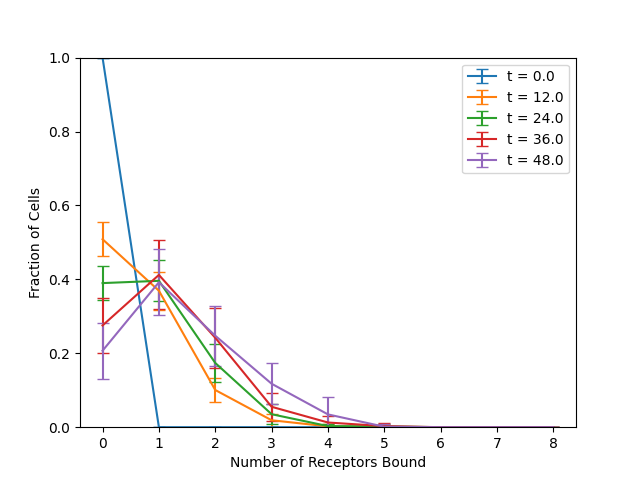 1.0
0.8
0.6
0.4
0.2
0.0
Fraction of Cells
0 1 2 3 4 5 6 7 8
Number of Receptors Bound
t = 0.0
t = 12.0
t = 24.0
t = 36.0
t = 48.0